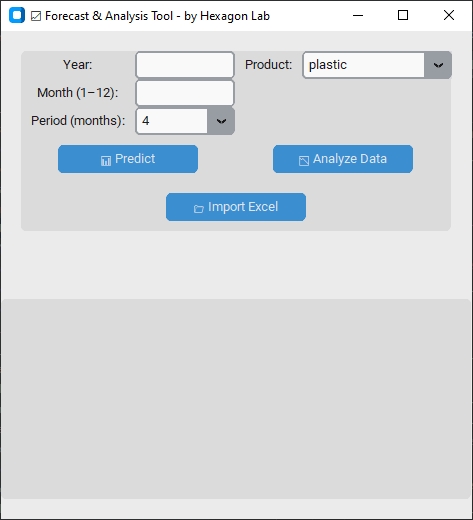 Forecast & Analysis Tool - by Hexagon Lab
Year: Product: plastic
Month (1–12):
Period (months): 4
Predict Analyze Data
Import Excel